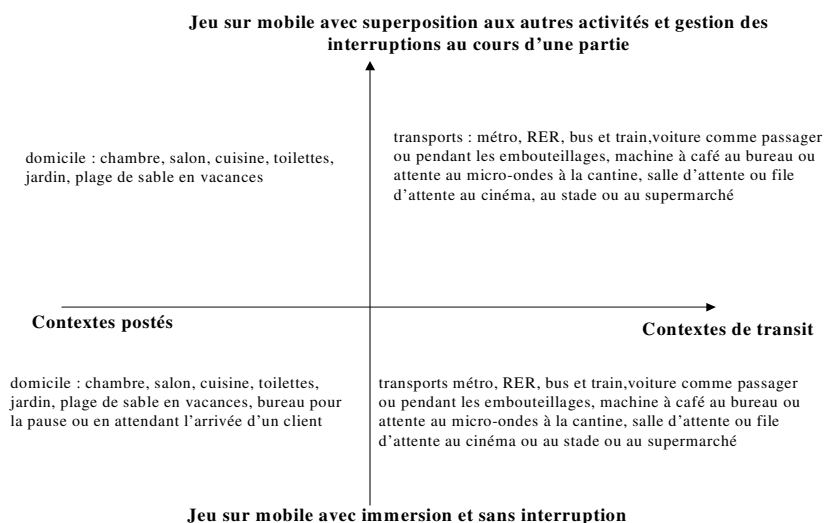 Jeu sur mobile avec superposition aux autres activités et gestion des
interruptions au cours d'une partie
domicile : chambre, salon, cuisine, toilettes,
jardin, plage de sable en vacances
transports : métro, RER, bus et train,voiture comme passager
ou pendant les embouteillages, machine à café au bureau ou
attente au micro-ondes à la cantine, salle d'attente ou file
d'attente au cinéma, au stade ou au supermarché
Contextes postés
Contextes de transit
domicile : chambre, salon, cuisine, toilettes,
jardin, plage de sable en vacances, bureau pour
la pause ou en attendant l'arrivée d'un client
transports métro, RER, bus et train,voiture comme passager
ou pendant les embouteillages, machine à café au bureau ou
attente au micro-ondes à la cantine, salle d'attente ou file
d'attente au cinéma ou au stade ou au supermarché
Jeu sur mobile avec immersion et sans interruption